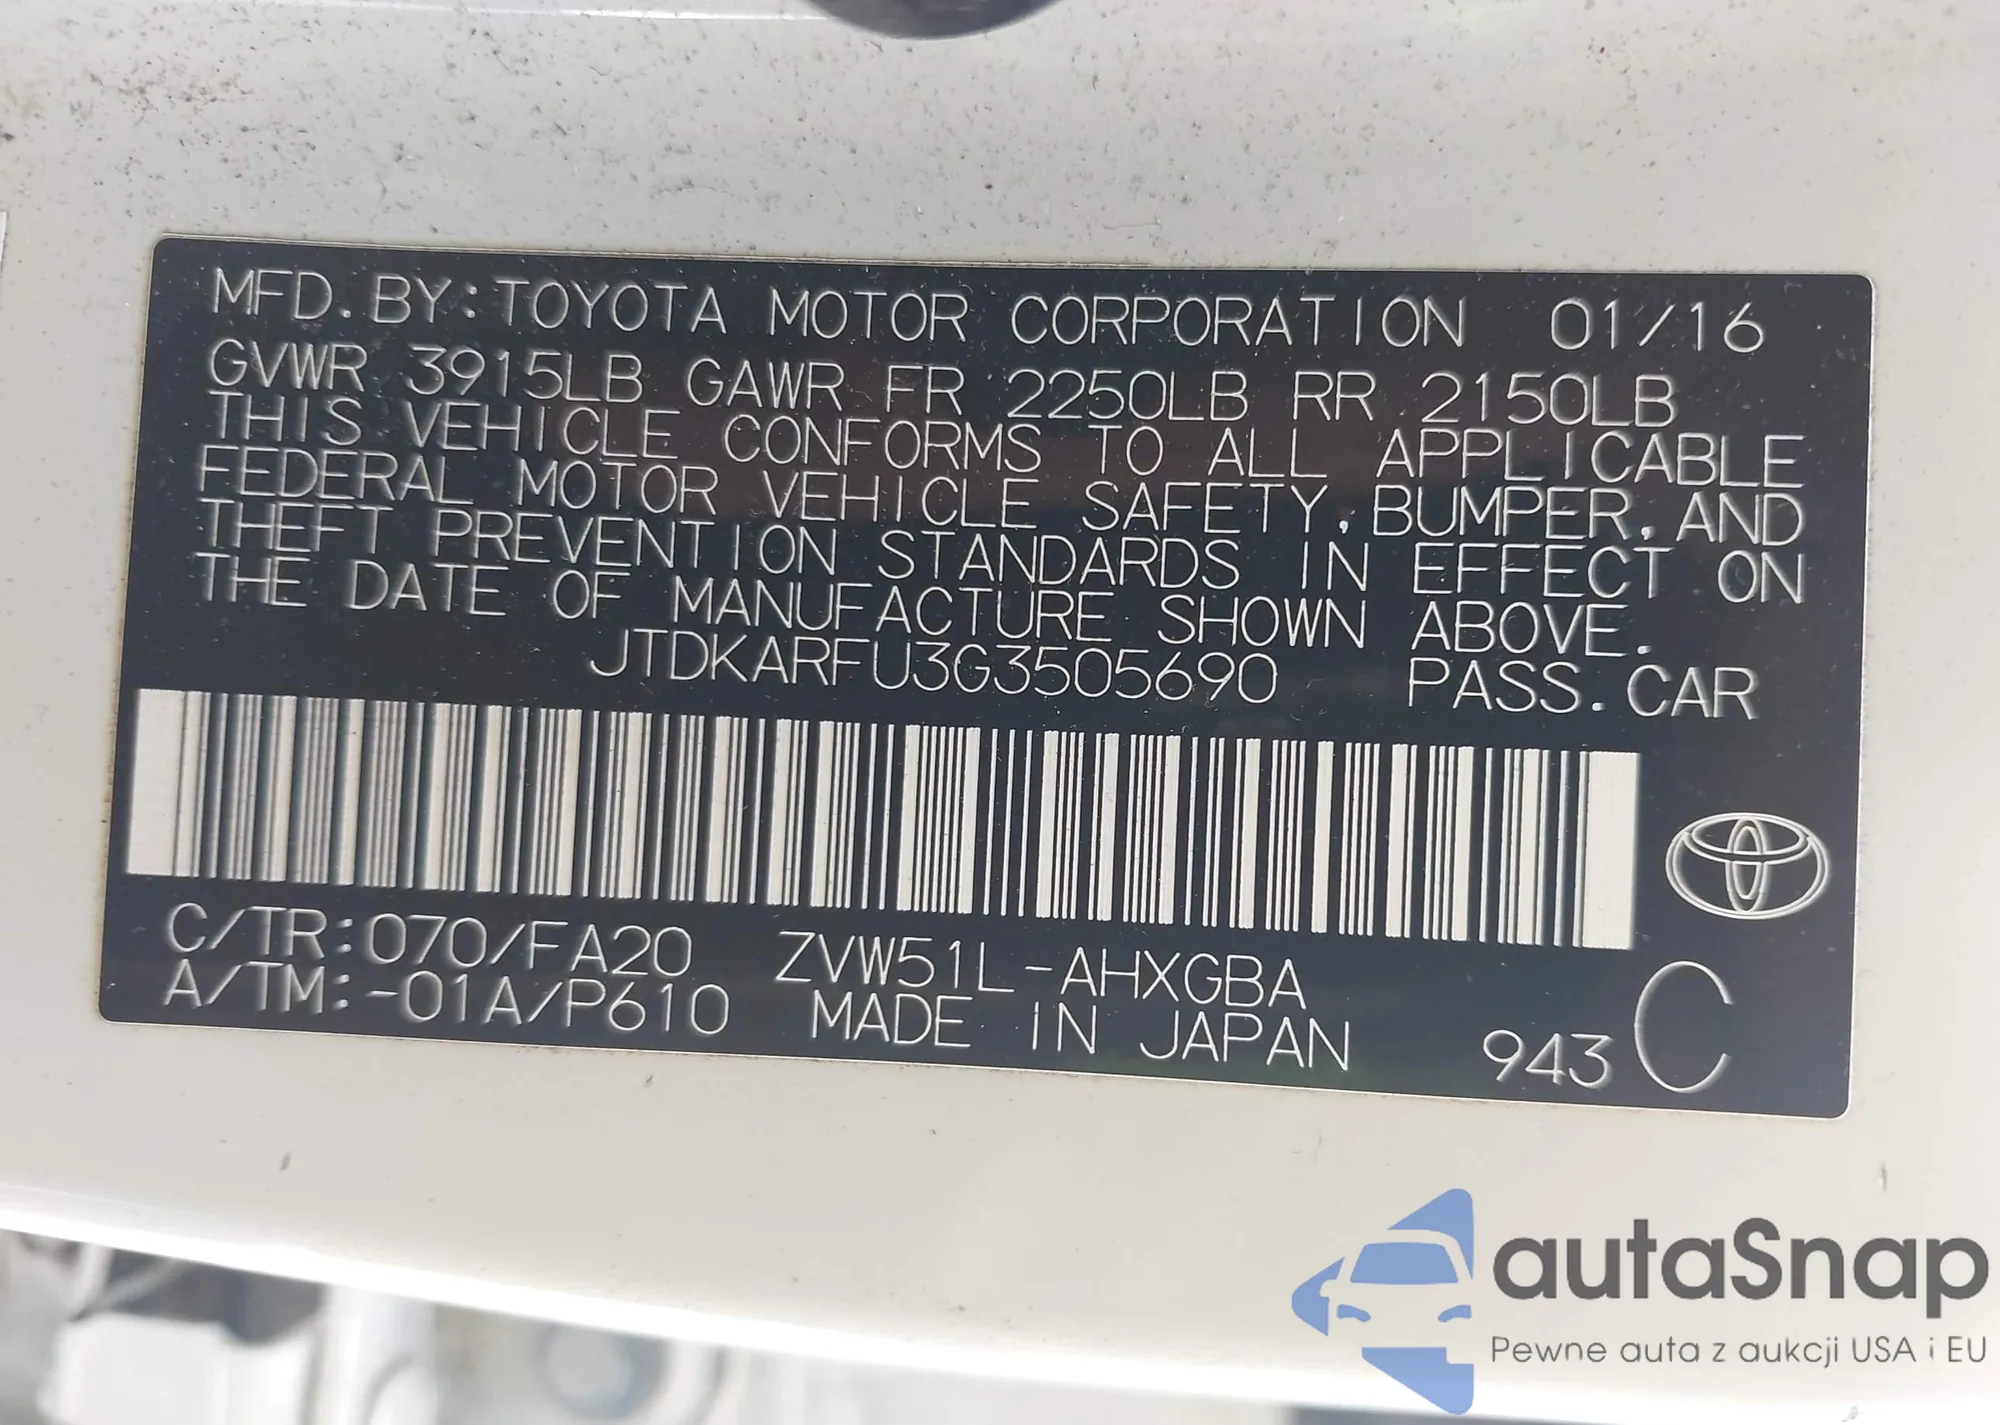 MFD. BY: TOYOTA MOTOR CORPORATION 01/16
GVWR 3915LB GAWR FR 2250LB RR 2150LB
THIS VEHICLE CONFORMS TO ALL APPLICABLE
FEDERAL MOTOR VEHICLE SAFETY, BUMPER, AND
THEFT PREVENTION STANDARDS IN EFFECT ON
THE DATE OF MANUFACTURE SHOWN ABOVE.
JTDKARFU3G3505690 PASS. CAR
C/TR: 070/FA20 ZVW51L-AHXGBA
A/TM: -01A/P610 MADE IN JAPAN 943 C
autaSnap
Pewne auta z aukcji USA i EU